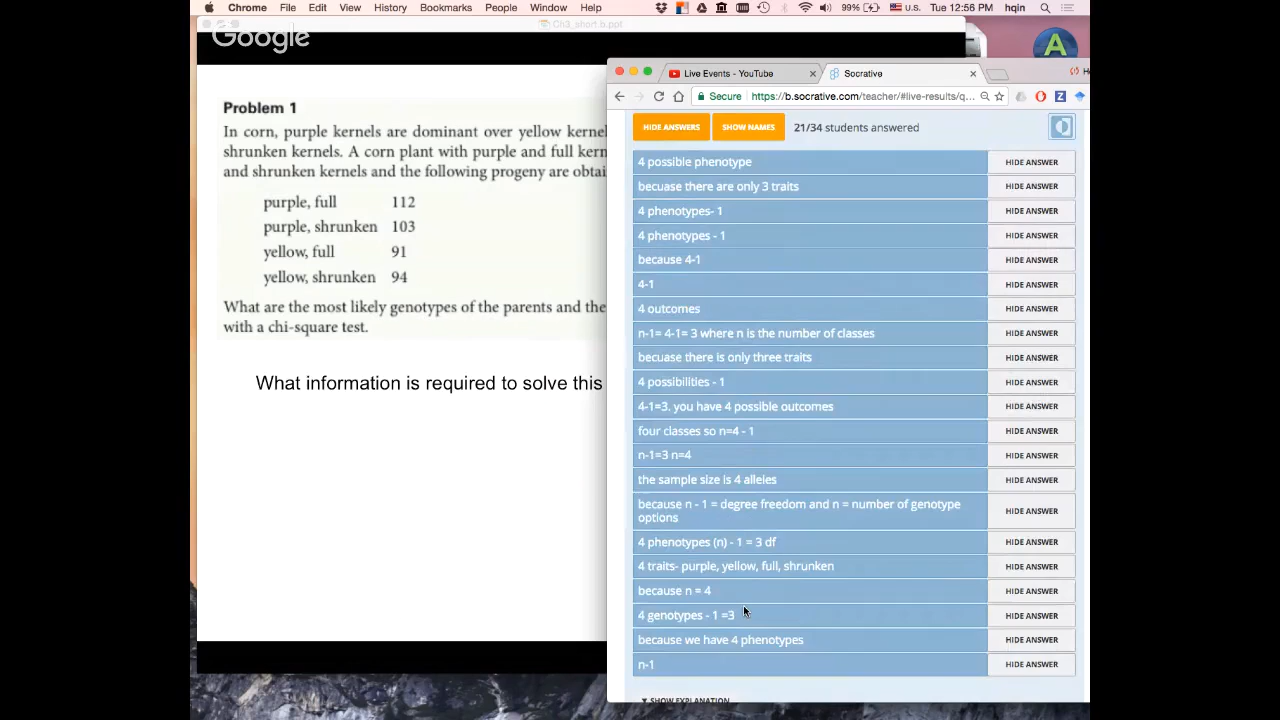 Chrome File Edit View History Bookmarks People Window Help 99% U.S. Tue 12:56 PM hqin
Ch3_short.b.ppt
Google
Live Events - YouTube
Socrative
Secure https://b.socrative.com/teacher/#live-results/q...
HIDE ANSWERS SHOW NAMES 21/34 students answered
Problem 1
In corn, purple kernels are dominant over yellow kerne
shrunken kernels. A corn plant with purple and full kern
and shrunken kernels and the following progeny are obtai
purple, full 112
purple, shrunken 103
yellow, full 91
yellow, shrunken 94
What are the most likely genotypes of the parents and the
with a chi-square test.
What information is required to solve this
4 possible phenotype HIDE ANSWER
becuase there are only 3 traits HIDE ANSWER
4 phenotypes- 1 HIDE ANSWER
4 phenotypes - 1 HIDE ANSWER
because 4-1 HIDE ANSWER
4-1 HIDE ANSWER
4 outcomes HIDE ANSWER
n-1= 4-1= 3 where n is the number of classes HIDE ANSWER
becuase there is only three traits HIDE ANSWER
4 possibilities - 1 HIDE ANSWER
4-1=3. you have 4 possible outcomes HIDE ANSWER
four classes so n=4 - 1 HIDE ANSWER
n-1=3 n=4 HIDE ANSWER
the sample size is 4 alleles HIDE ANSWER
because n - 1 = degree freedom and n = number of genotype
options HIDE ANSWER
4 phenotypes (n) - 1 = 3 df HIDE ANSWER
4 traits- purple, yellow, full, shrunken HIDE ANSWER
because n = 4 HIDE ANSWER
4 genotypes - 1 =3 HIDE ANSWER
because we have 4 phenotypes HIDE ANSWER
n-1 HIDE ANSWER
SHOW EXPLANATION